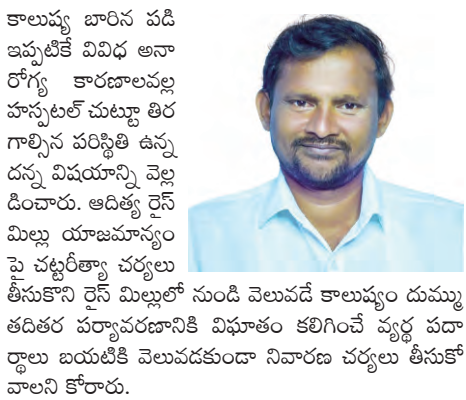 కాలుష్య బారిన పడి
ఇప్పటికే వివిధ అనా
రోగ్య కారణాలవల్ల
హస్పటల్ చుట్టూ తిర
గాల్సిన పరిస్థితి ఉన్న
దన్న విషయాన్ని వెల్ల
డించారు. ఆదిత్య రైస్
మిల్లు యాజమాన్యం
పై చట్టరీత్యా చర్యలు
తీసుకొని రైస్ మిల్లులో నుండి వెలువడే కాలుష్యం దుమ్ము
తదితర పర్యావరణానికి విఘాతం కలిగించే వ్యర్థ పదా
ర్థాలు బయటికి వెలువడకుండా నివారణ చర్యలు తీసుకో
వాలని కోరారు.